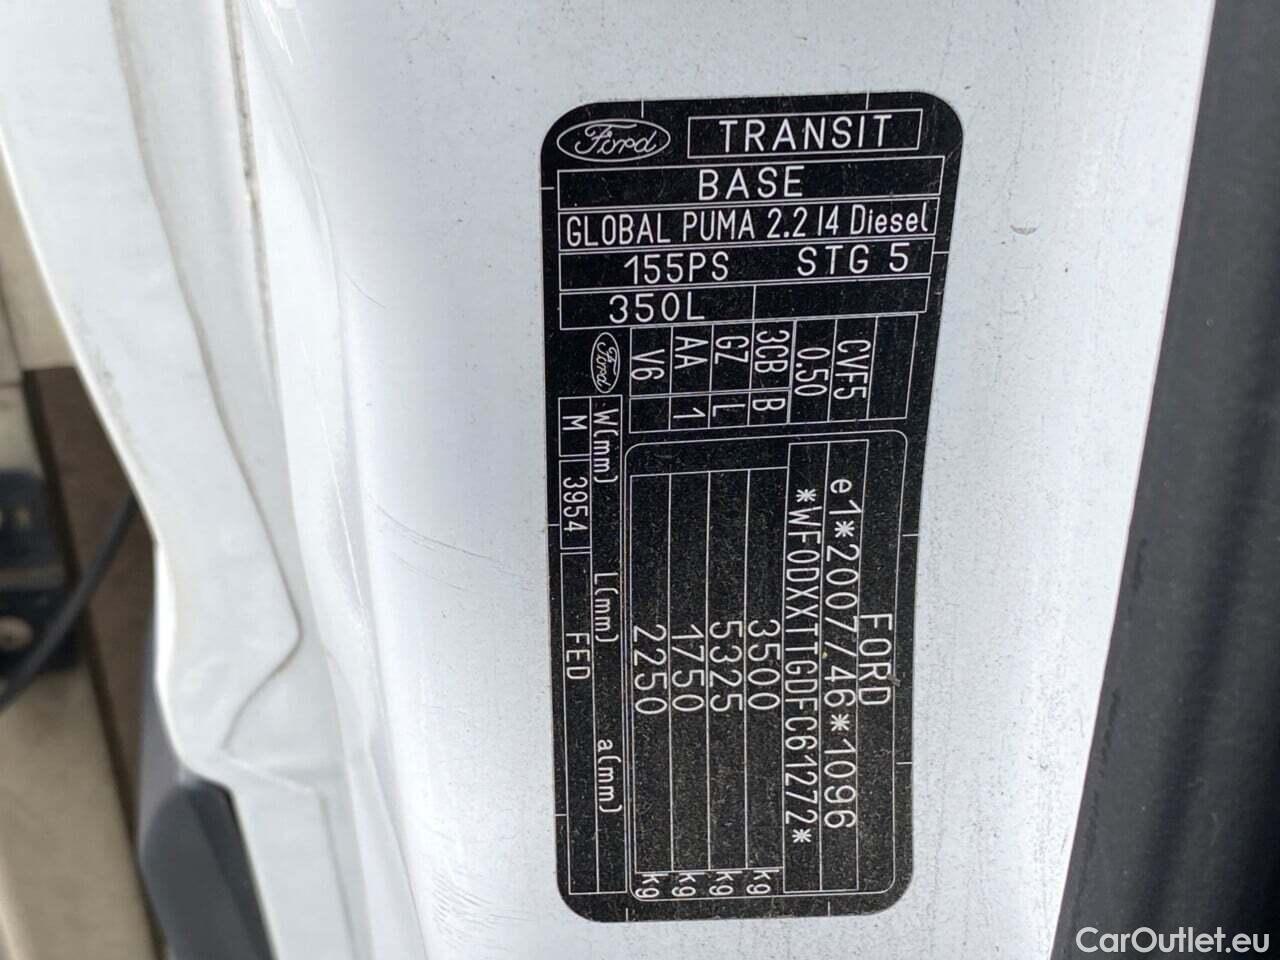 Ford TRANSIT
BASE
GLOBAL PUMA 2.2 I4 Diesel
155PS STG 5
350L
CVF5
0.50
3CB B
GZ L
AA 1
V6
Ford
FORD
e1*2007/46*1096
*WF0DXXTTGDFC61272*
3500 kg
5325 kg
1750 kg
2250 kg
W(mm) L(mm) a(mm)
M 3954 FED
CarOutlet.eu